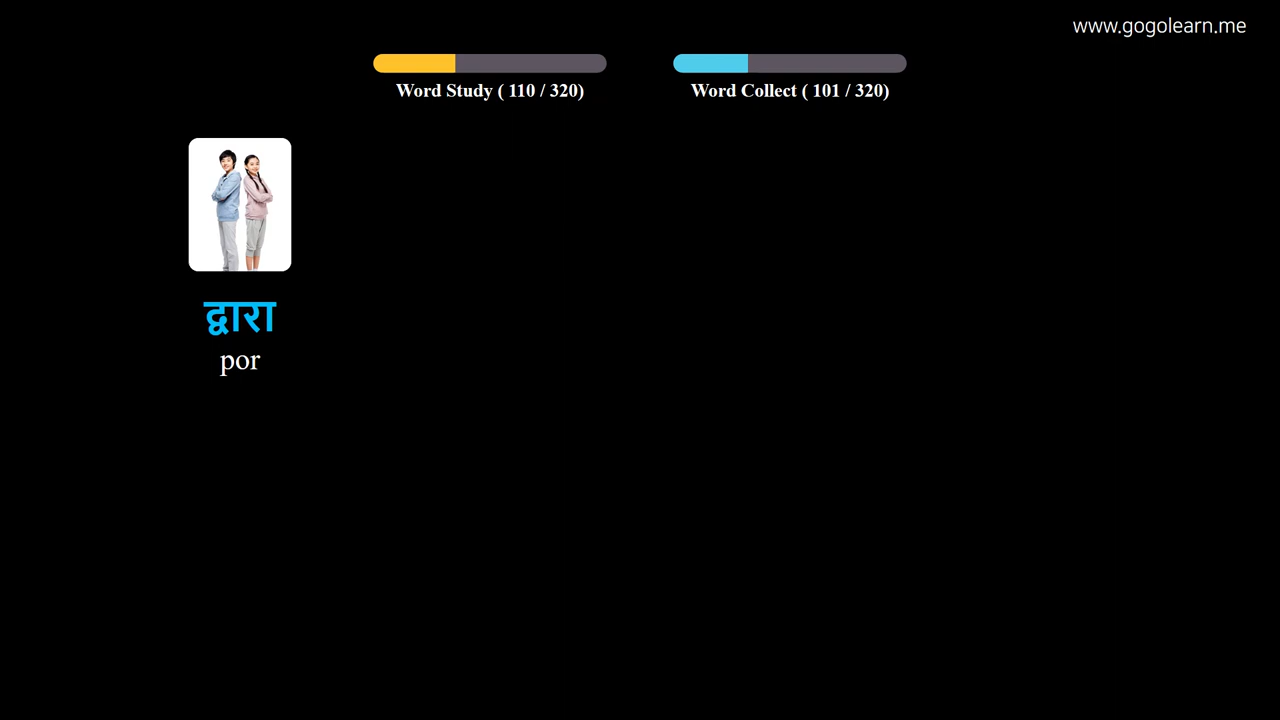 www.gogolearn.me
Word Study ( 110 / 320)
Word Collect ( 101 / 320)
द्वारा
por